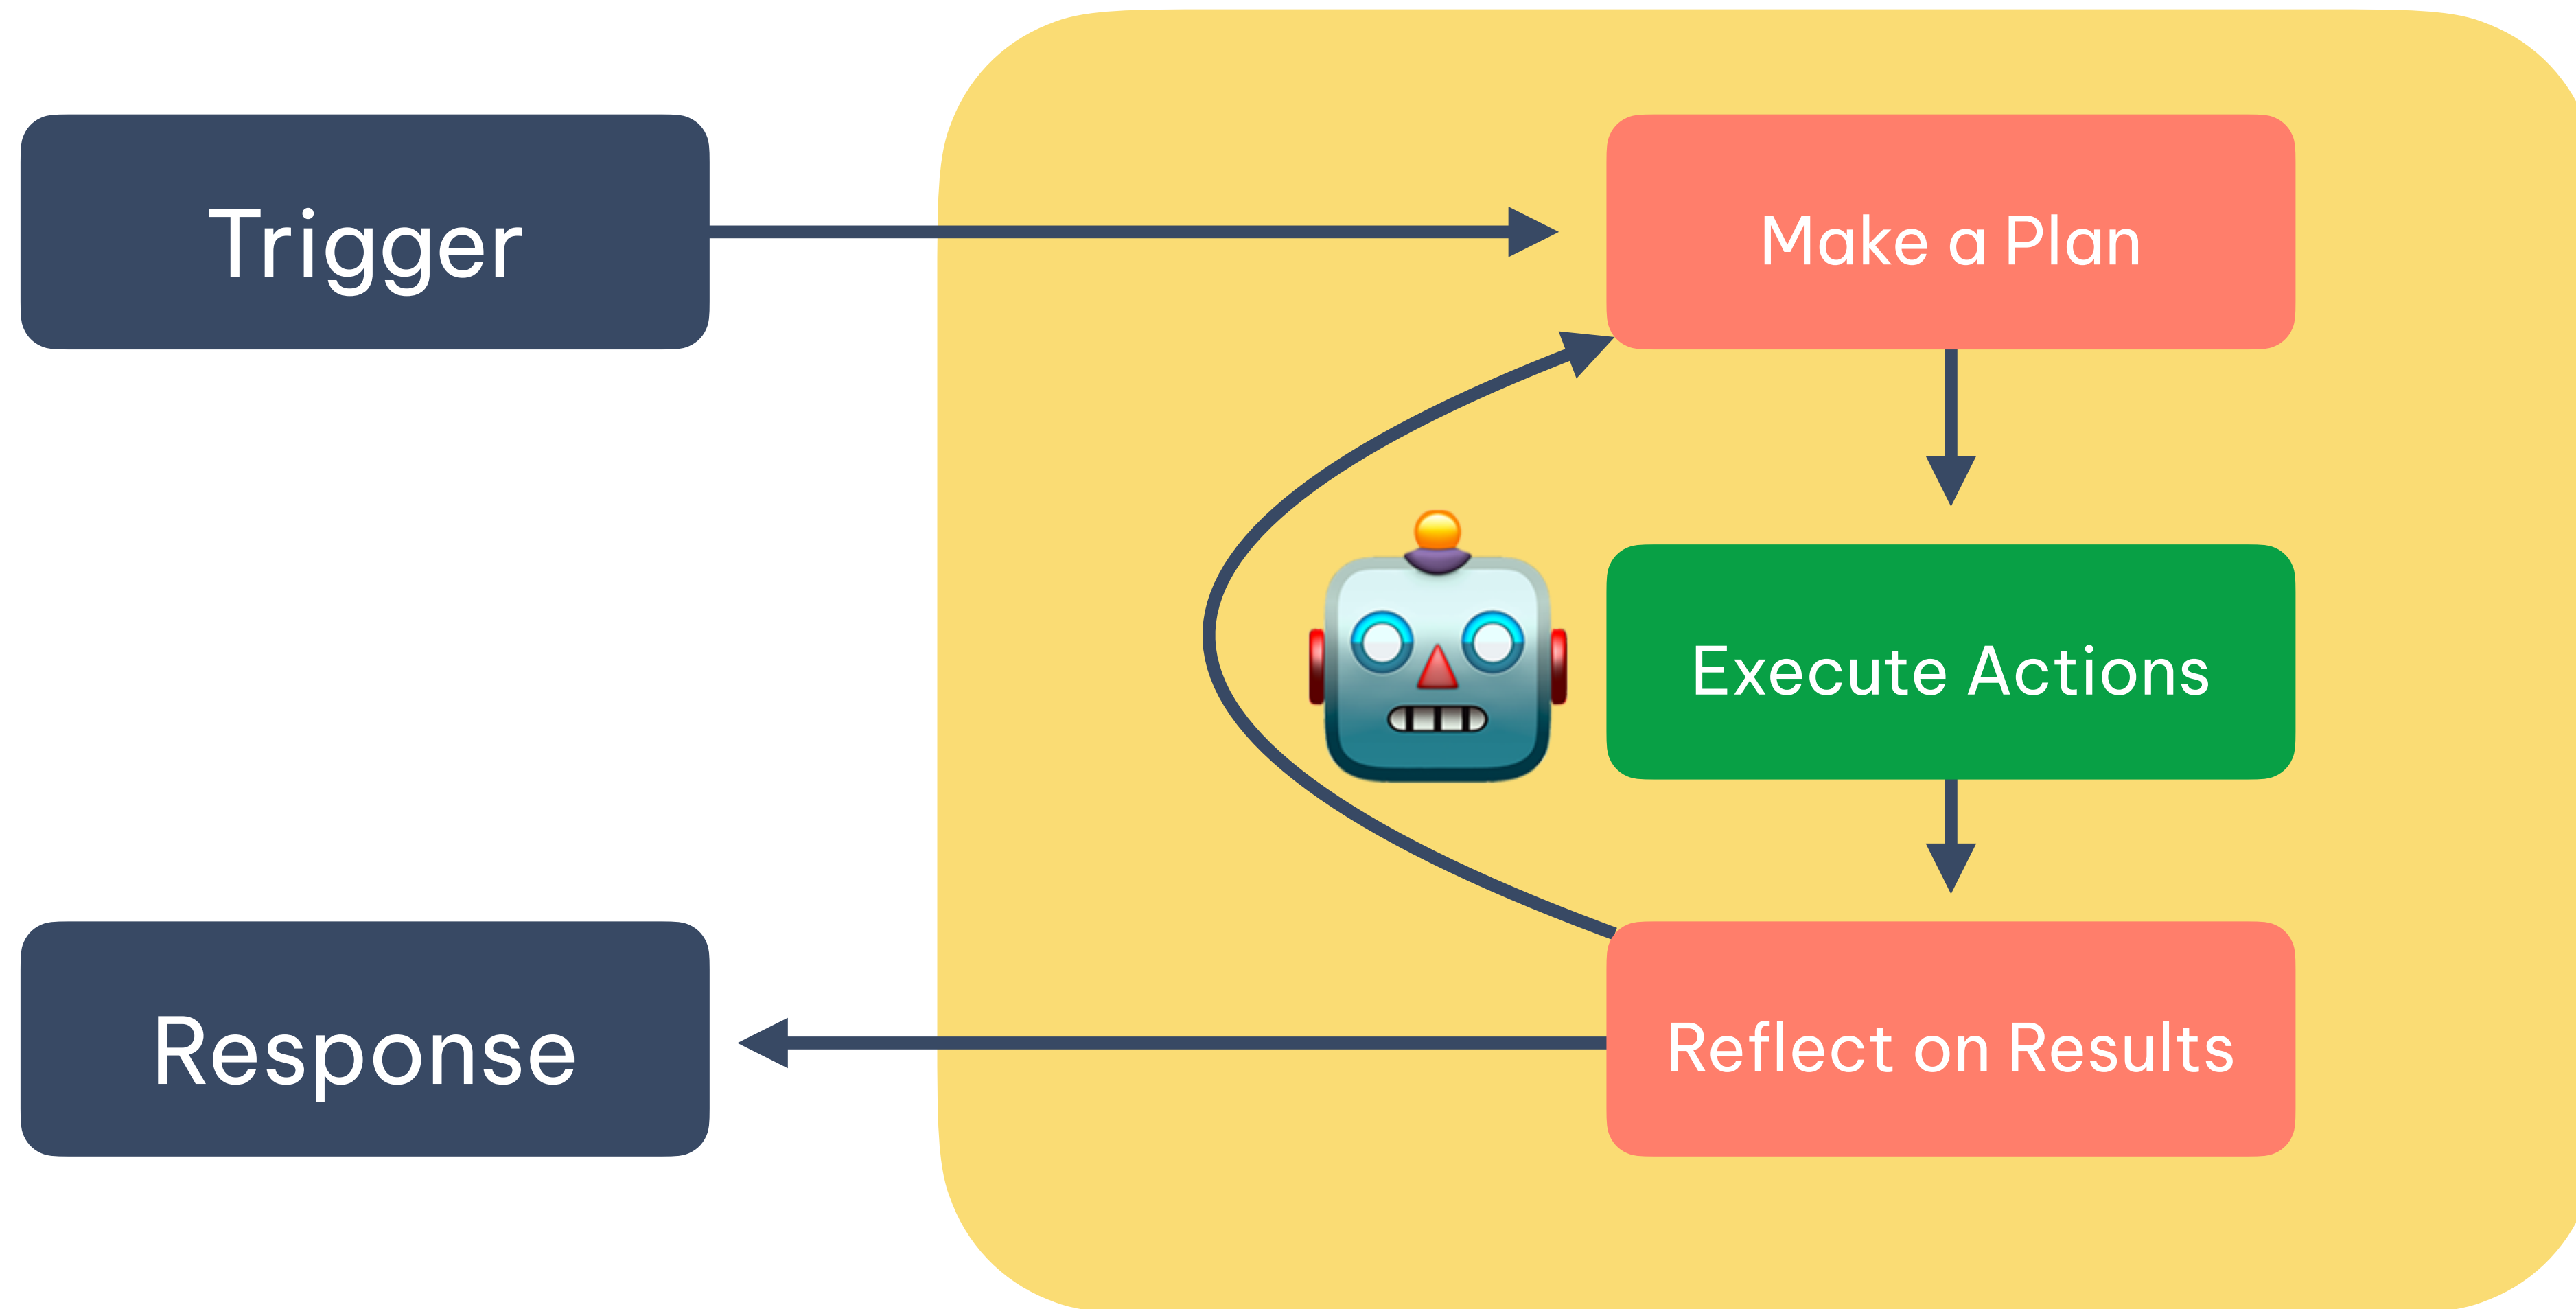 Trigger
Make a Plan
Execute Actions
Response
Reflect on Results